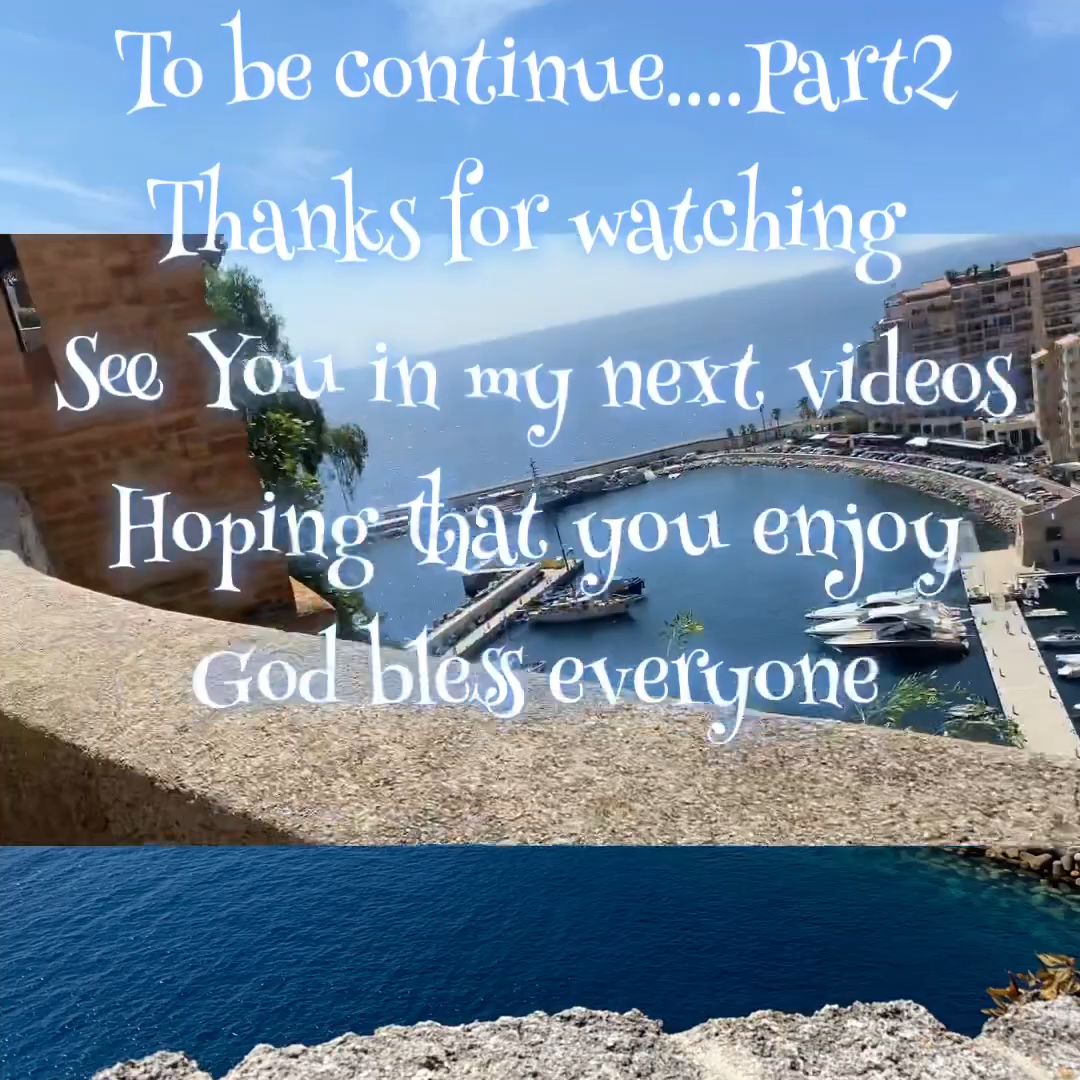 To be continue....Part2
Thanks for watching
See You in my next videos
Hoping that you enjoy
God bless everyone